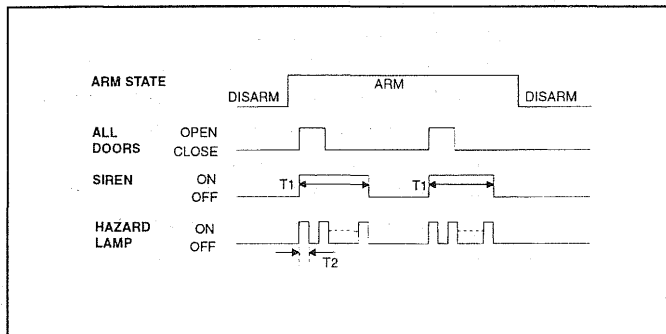 ARM STATE
ARM
DISARM
DISARM
ALL DOORS
OPEN
CLOSE
SIREN
ON
OFF
T1
T1
HAZARD LAMP
ON
OFF
T2